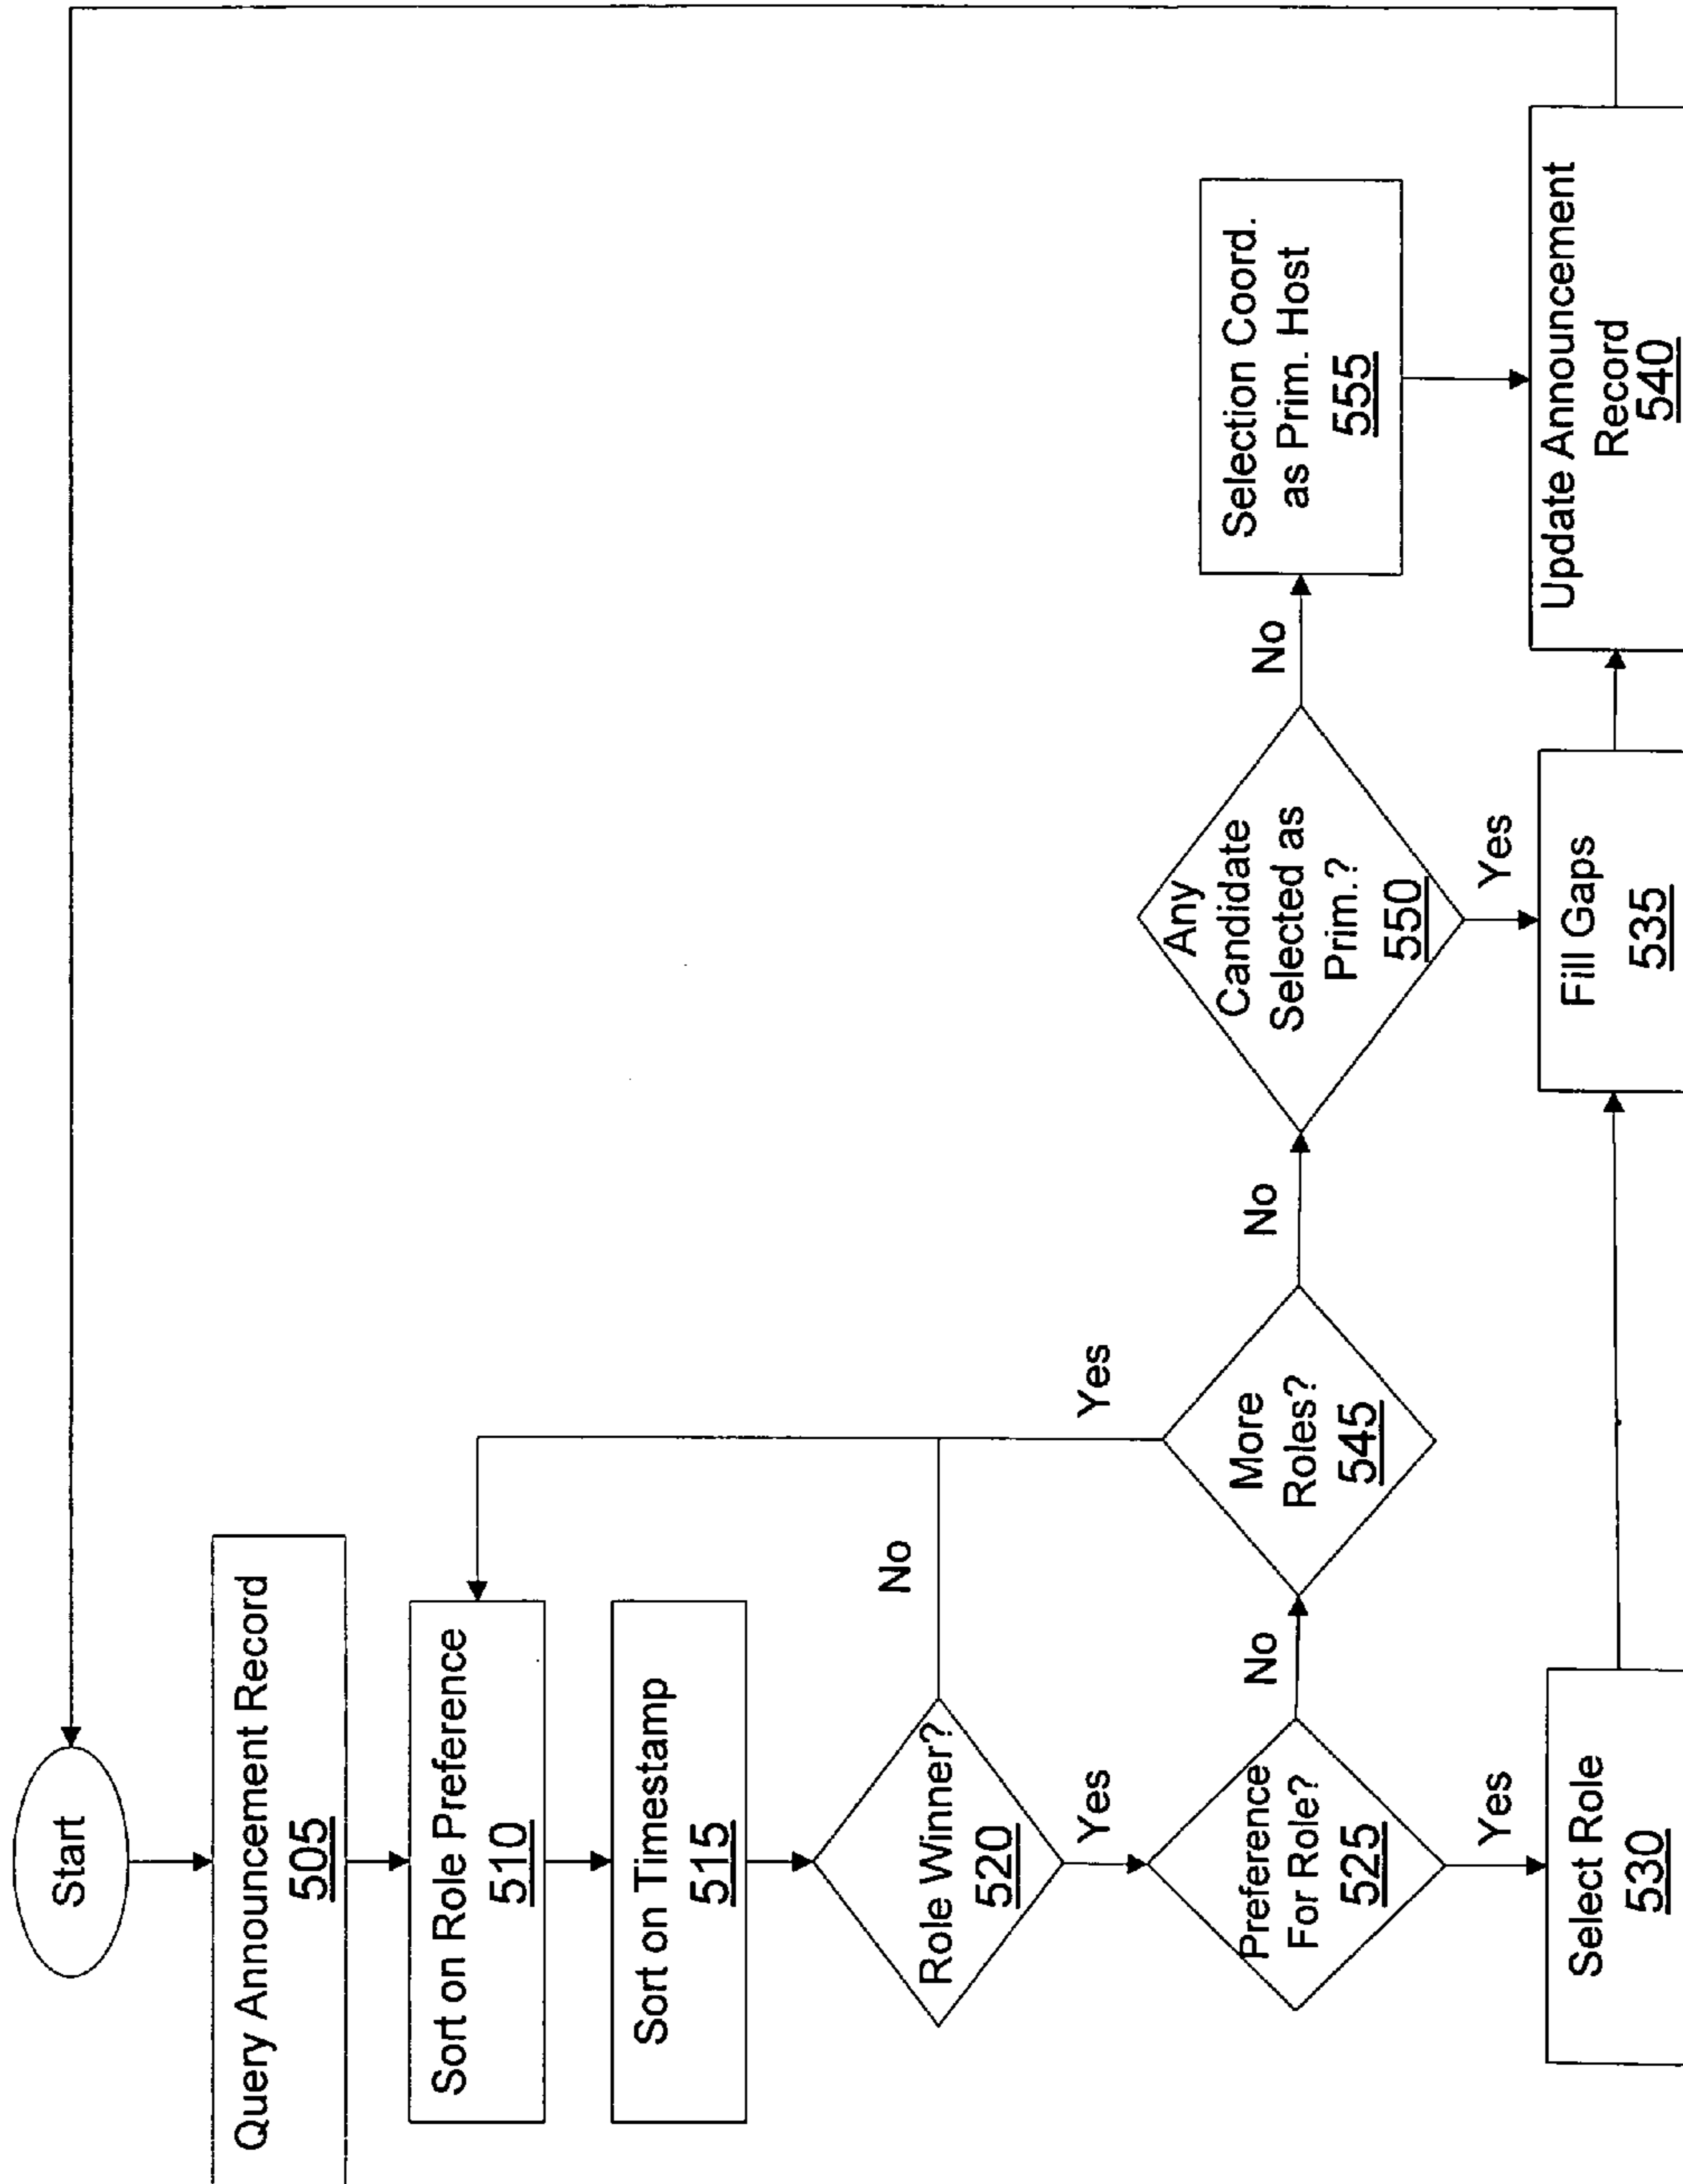 Start
Query Announcement Record
505
Sort on Role Preference
510
Sort on Timestamp
515
Role Winner?
520
No
Yes
Preference
For Role?
525
No
Yes
Select Role
530
More
Roles?
545
Yes
No
Any
Candidate
Selected as
Prim.?
550
No
Yes
Selection Coord.
as Prim. Host
555
Fill Gaps
535
Update Announcement
Record
540